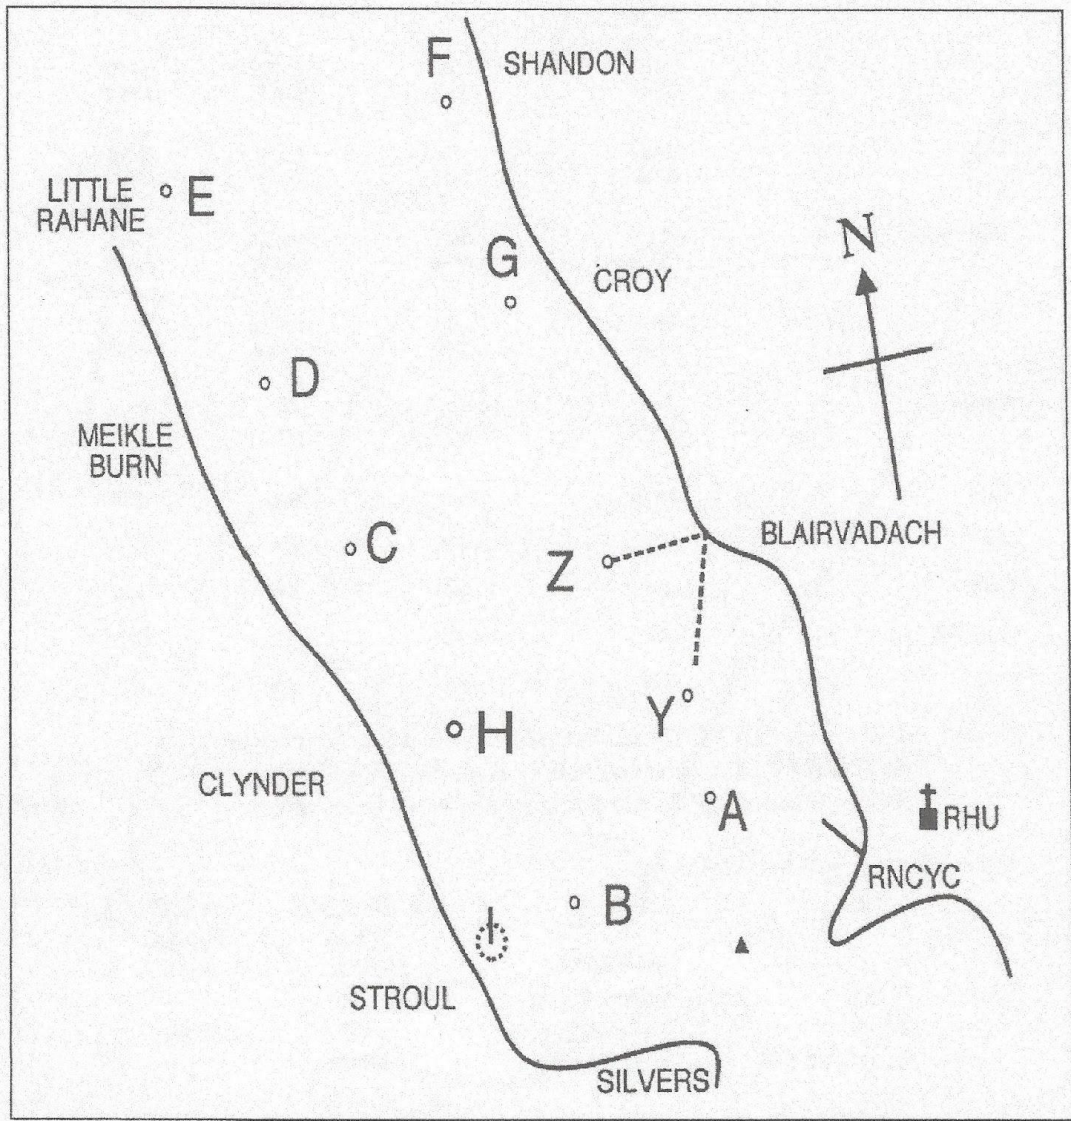 F
SHANDON
LITTLE
RAHANE
E
N
G
CROY
D
MEIKLE
BURN
BLAIRVADACH
C
Z
Y
H
CLYNDER
A
RHU
RNCYC
B
STROUL
SILVERS